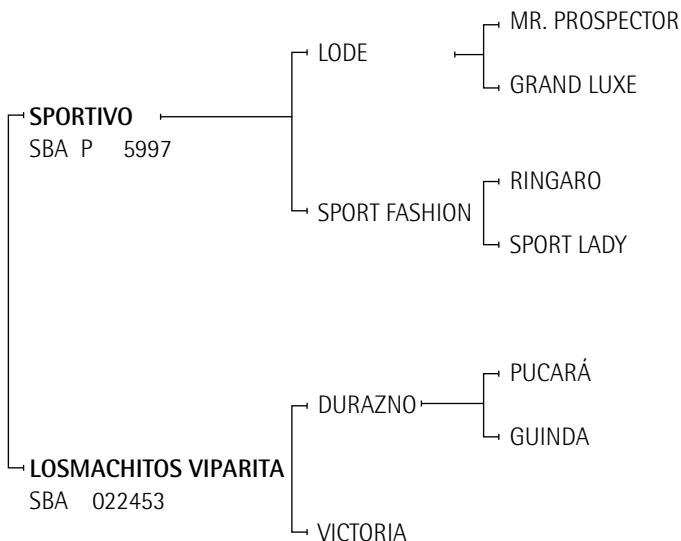 MR. PROSPECTOR
LODE
GRAND LUXE
SPORTIVO
SBA P 5997
RINGARO
SPORT FASHION
SPORT LADY
PUCARÁ
DURAZNO
GUINDA
LOSMACHITOS VIPARITA
SBA 022453
VICTORIA